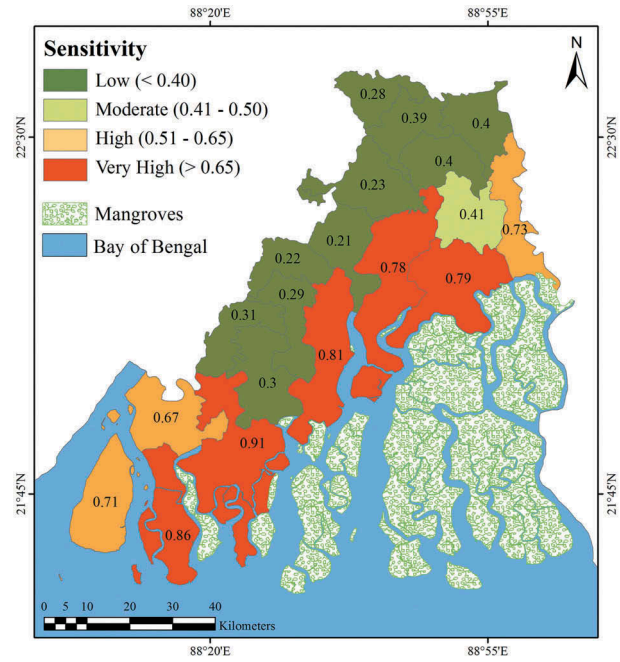 88°20'E
88°55'E
Sensitivity
Low (< 0.40)
Moderate (0.41 - 0.50)
High (0.51 - 0.65)
Very High (> 0.65)
Mangroves
Bay of Bengal
N
22°30'N
22°30'N
0.28
0.39
0.4
0.4
0.23
0.41
0.73
0.21
0.22
0.78
0.79
0.29
0.31
0.81
0.3
0.67
0.91
0.71
0.86
21°45'N
21°45'N
0 5 10 20 30 40
Kilometers
88°20'E
88°55'E